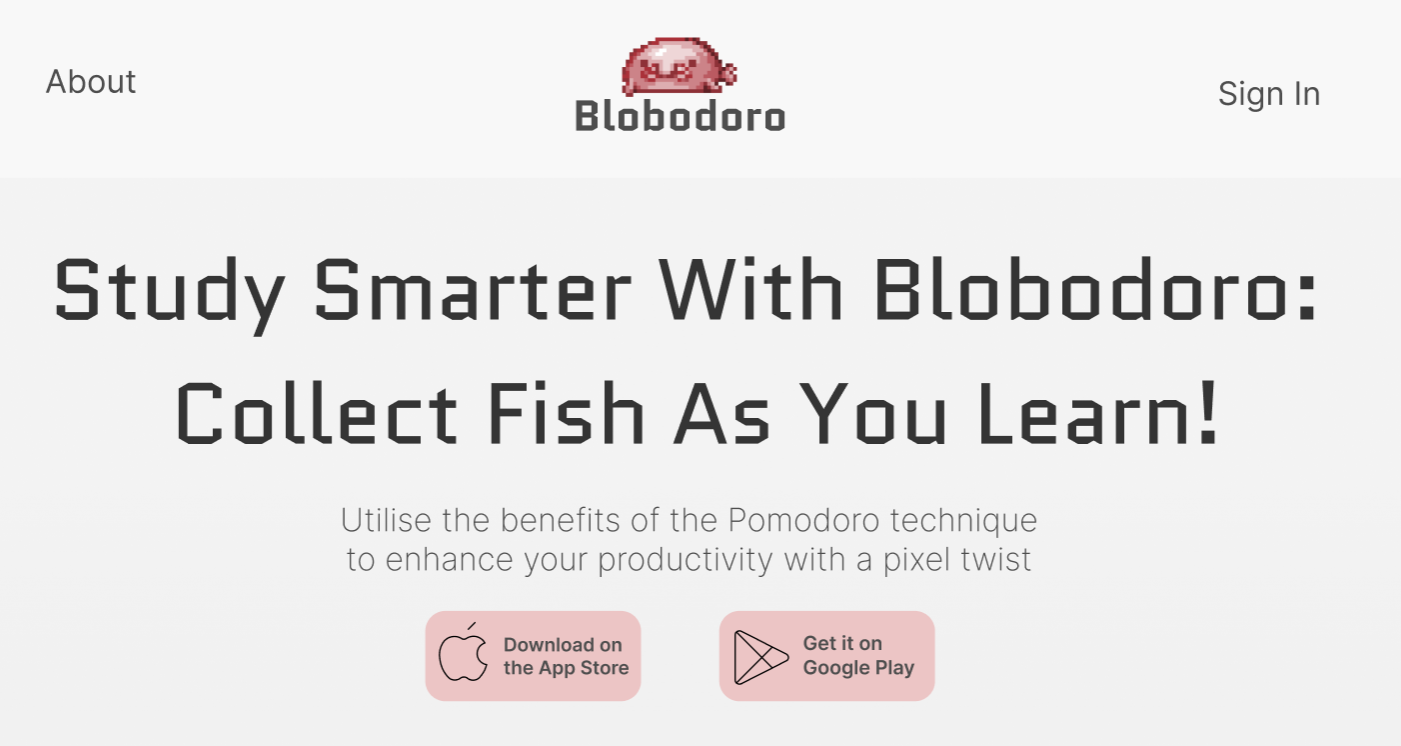 About
Blobodoro
Sign In
Study Smarter With Blobodoro:
Collect Fish As You Learn!
Utilise the benefits of the Pomodoro technique
to enhance your productivity with a pixel twist
Download on
the App Store
Get it on
Google Play